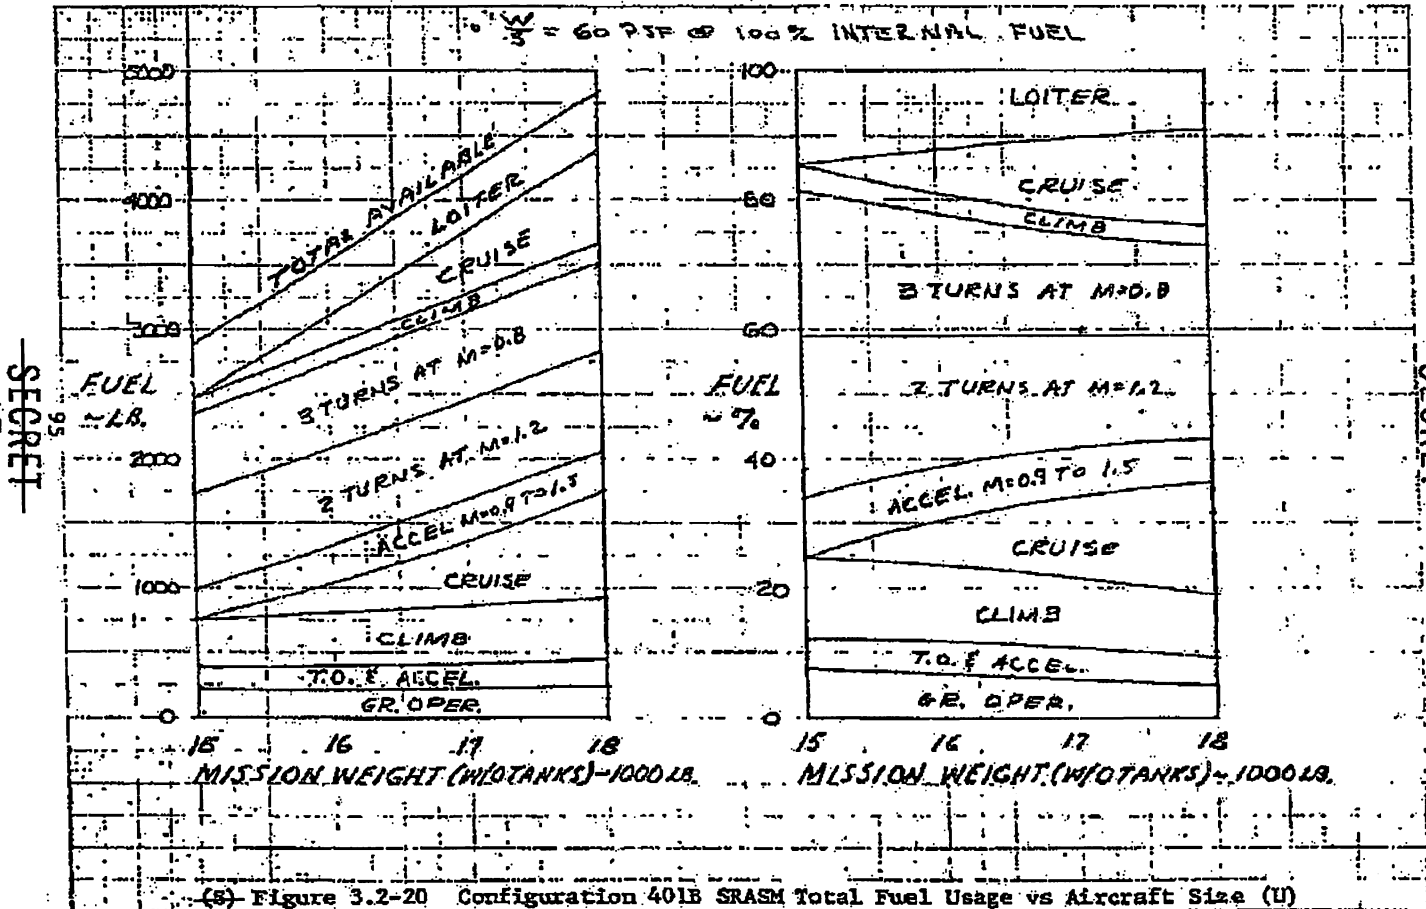 W/S = 60 PSF @ 100% INTERNAL FUEL
5000
4000
3000
2000
1000
0
FUEL
~LB.
TOTAL AVAILABLE
LOITER
CRUISE
CLIMB
3 TURNS AT M=0.8
2 TURNS AT M=1.2
ACCEL M=0.9 TO 1.5
CRUISE
CLIMB
T.O. & ACCEL.
GR. OPER.
15 16 17 18
MISSION WEIGHT (W/O TANKS)~1000 LB.
100
80
60
40
20
0
FUEL
~%
LOITER
CRUISE
CLIMB
3 TURNS AT M=0.8
2 TURNS AT M=1.2
ACCEL. M=0.9 TO 1.5
CRUISE
CLIMB
T.O. & ACCEL.
GR. OPER.
15 16 17 18
MISSION WEIGHT (W/O TANKS)~1000 LB.
SECRET
95
(S) Figure 3.2-20 Configuration 401B SRASM Total Fuel Usage vs Aircraft Size (U)